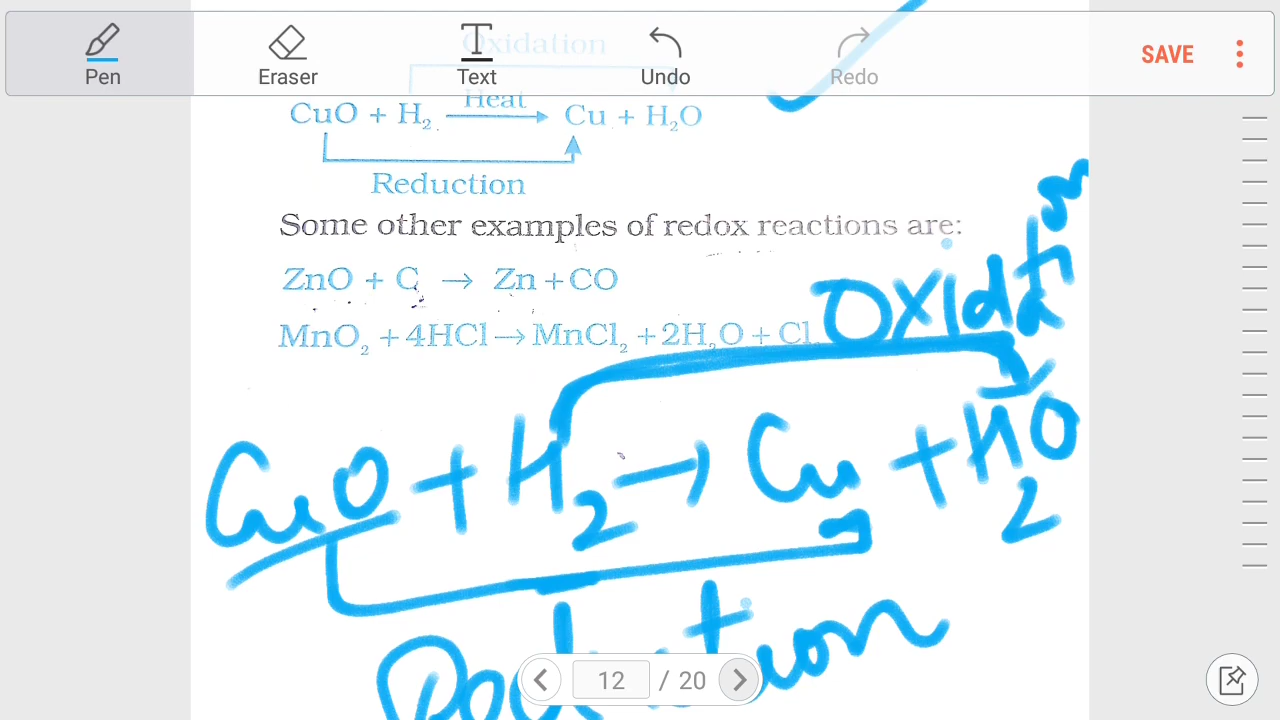 Pen
Eraser
Text
Undo
Redo
SAVE
Oxidation
Heat
CuO + H₂ → Cu + H₂O
Reduction
Some other examples of redox reactions are:
ZnO + C → Zn + CO
MnO₂ + 4HCl → MnCl₂ + 2H₂O + Cl
Oxidation
CuO + H₂ → Cu + H₂O
Reduction
12 / 20